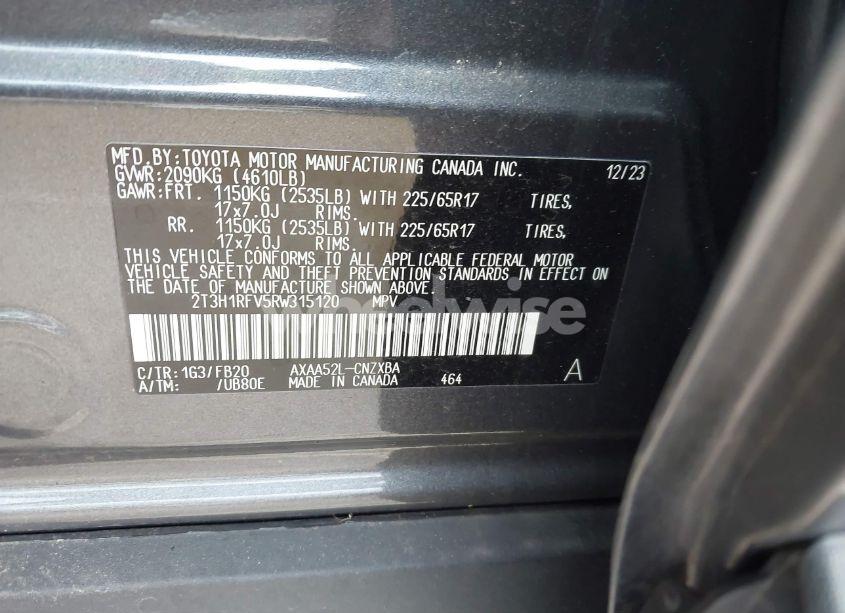 MFD.BY:TOYOTA MOTOR MANUFACTURING CANADA INC. 12/23
GVWR:2090KG (4610LB)
GAWR:FRT. 1150KG (2535LB) WITH 225/65R17 TIRES,
17x7.0J RIMS.
RR. 1150KG (2535LB) WITH 225/65R17 TIRES,
17x7.0J RIMS.
THIS VEHICLE CONFORMS TO ALL APPLICABLE FEDERAL MOTOR
VEHICLE SAFETY AND THEFT PREVENTION STANDARDS IN EFFECT ON
THE DATE OF MANUFACTURE SHOWN ABOVE.
2T3H1RFV5RW315120 MPV
wheelwise
C/TR: 1G3/FB20 AXAA52L-CNZXBA
A/TM: /UB80E MADE IN CANADA 464 A